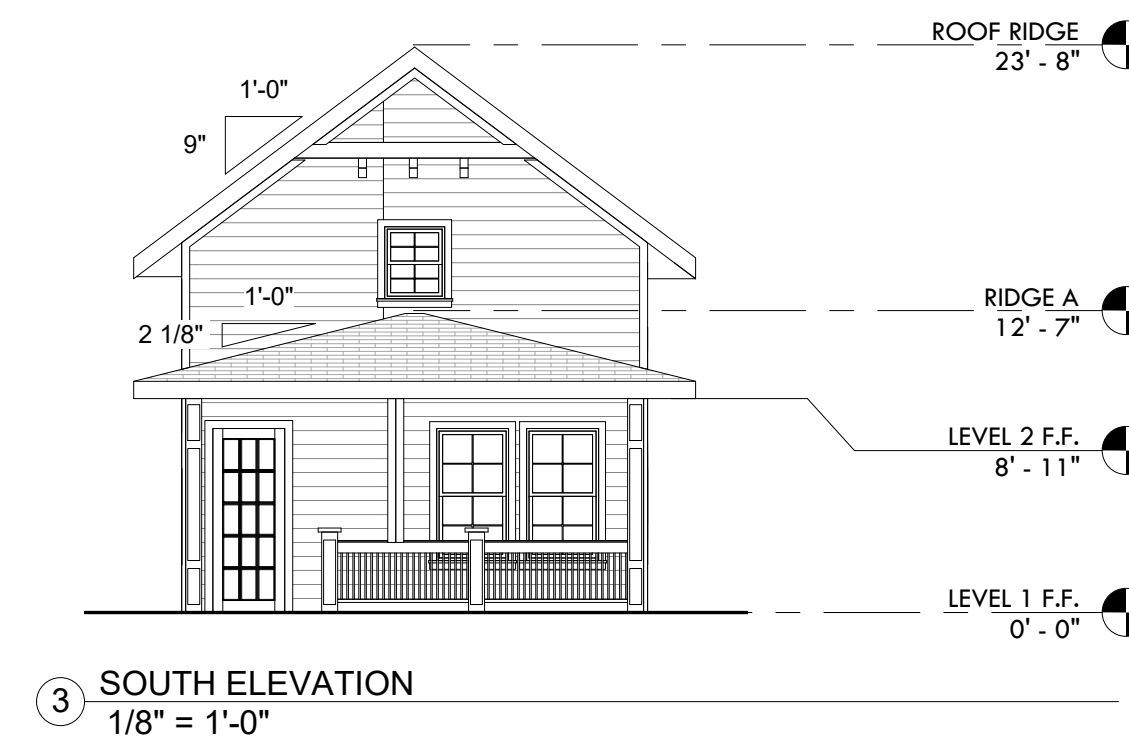 ROOF RIDGE
23' - 8"
1'-0"
9"
RIDGE A
12' - 7"
1'-0"
2 1/8"
LEVEL 2 F.F.
8' - 11"
LEVEL 1 F.F.
0' - 0"
3
SOUTH ELEVATION
1/8" = 1'-0"